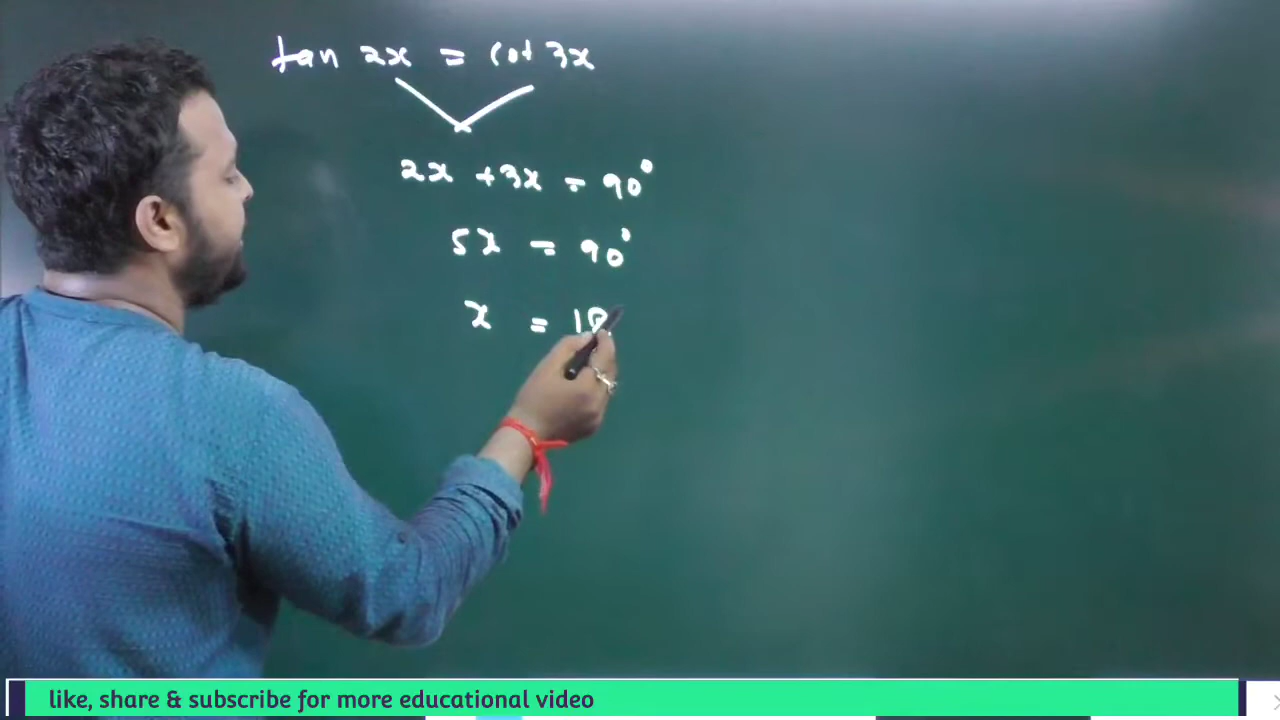 tan 2x = cot 3x
2x + 3x = 90°
5x = 90°
x = 18
like, share & subscribe for more educational video